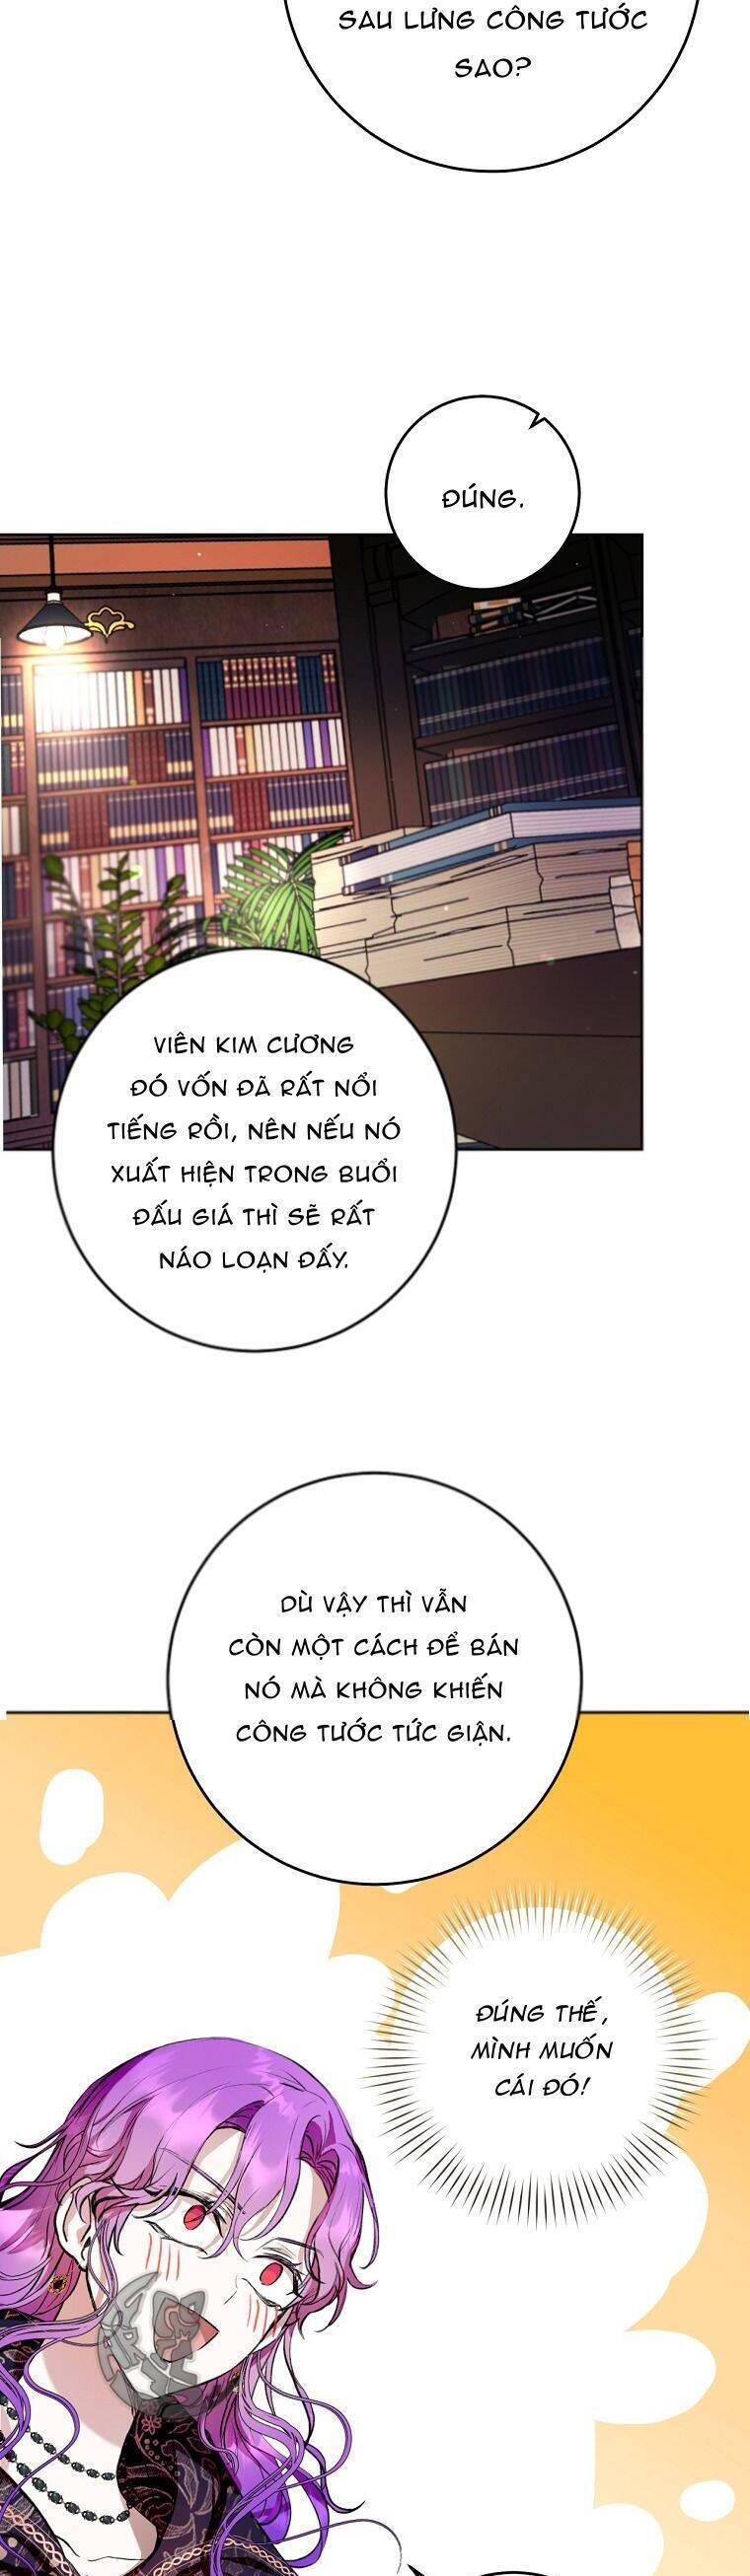 SAU LƯNG CÔNG TƯỚC
SAO?
ĐÚNG.
VIÊN KIM CƯƠNG
ĐÓ VỐN ĐÃ RẤT NỔI
TIẾNG RỒI, NÊN NẾU NÓ
XUẤT HIỆN TRONG BUỔI
ĐẤU GIÁ THÌ SẼ RẤT
NÁO LOẠN ĐẤY.
DÙ VẬY THÌ VẪN
CÒN MỘT CÁCH ĐỂ BÁN
NÓ MÀ KHÔNG KHIẾN
CÔNG TƯỚC TỨC GIẬN.
ĐÚNG THẾ,
MÌNH MUỐN
CÁI ĐÓ!